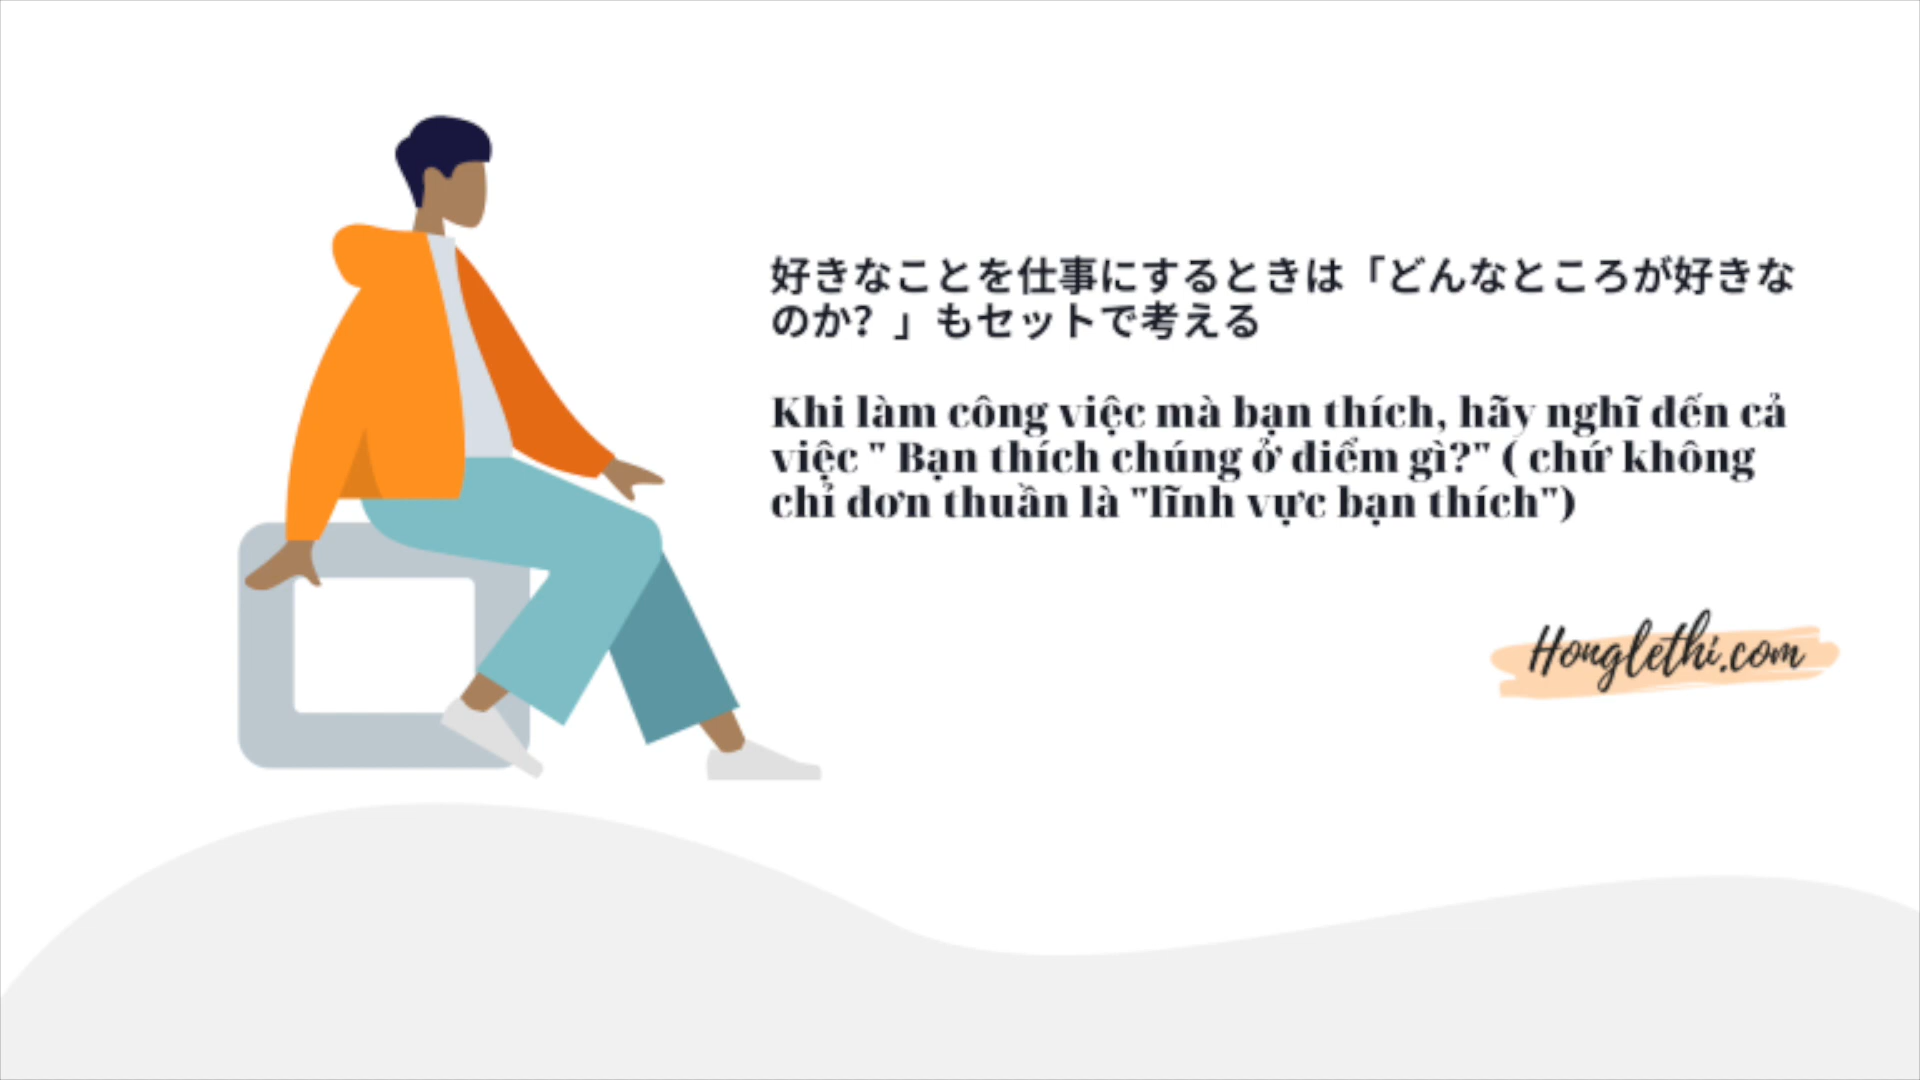 好きなことを仕事にするときは「どんなところが好きな
のか？」もセットで考える
Khi làm công việc mà bạn thích, hãy nghĩ đến cả
việc " Bạn thích chúng ở điểm gì?" ( chứ không
chỉ đơn thuần là "lĩnh vực bạn thích")
Honglethi.com